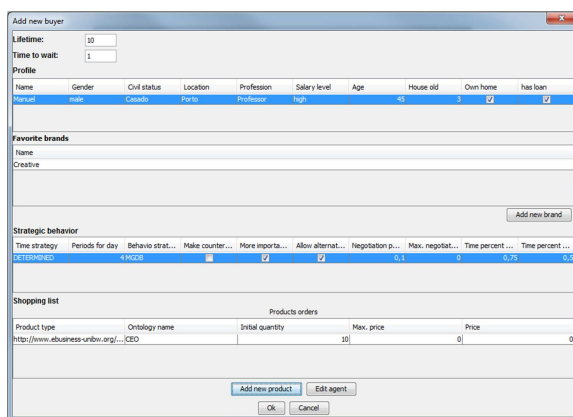 Add new buyer
Lifetime: 10
Time to wait: 1
Profile
Name Gender Civil status Location Profession Salary level Age House old Own home has loan
Manuel male Casado Porto Professor high 45 3
Favorite brands
Name
Creative
Add new brand
Strategic behavior
Time strategy Periods for day Behavio strat... Make counter... More importa... Allow alternat... Negotiation p... Max. negotiat... Time percent ... Time percent ...
DETERMINED 4 MGDB 0,1 0 0,75 0,5
Shopping list
Products orders
Product type Ontology name Initial quantity Max. price Price
http://www.ebusiness-unibw.org/... CEO 10 0 0
Add new product Edit agent
Ok Cancel